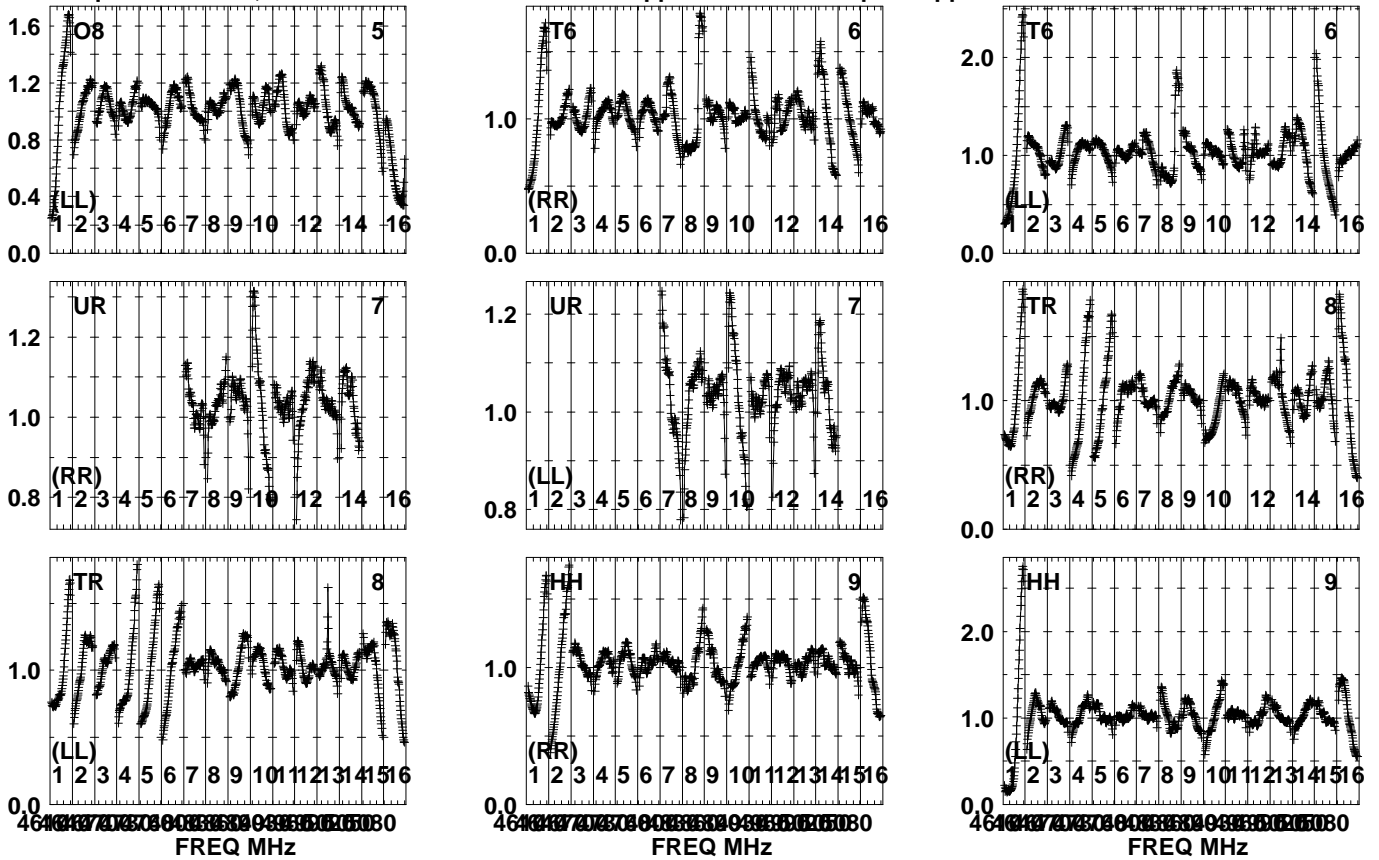 1.6
1.2
0.8
0.4
0.0
O8 5
(LL)
1 2 3 4 5 6 7 8 9 10 12 14 16
1.0
0.0
T6 6
(RR)
1 2 3 4 5 6 7 8 9 10 12 14 16
2.0
1.0
0.0
T6 6
(LL)
1 2 3 4 5 6 7 8 9 10 12 14 16
1.2
1.0
0.8
UR 7
(RR)
1 2 3 4 5 6 7 8 9 10 12 14 16
1.2
1.0
0.8
UR 7
(LL)
1 2 3 4 5 6 7 8 9 10 12 14 16
1.0
0.0
TR 8
(RR)
1 2 3 4 5 6 7 8 9 10 12 14 16
1.0
0.0
TR 8
(LL)
1 2 3 4 5 6 7 8 9 10 11 12 13 14 15 16
FREQ MHz
1.0
0.0
HH 9
(RR)
1 2 3 4 5 6 7 8 9 10 11 12 13 14 15 16
FREQ MHz
2.0
1.0
0.0
HH 9
(LL)
1 2 3 4 5 6 7 8 9 10 11 12 13 14 15 16
FREQ MHz